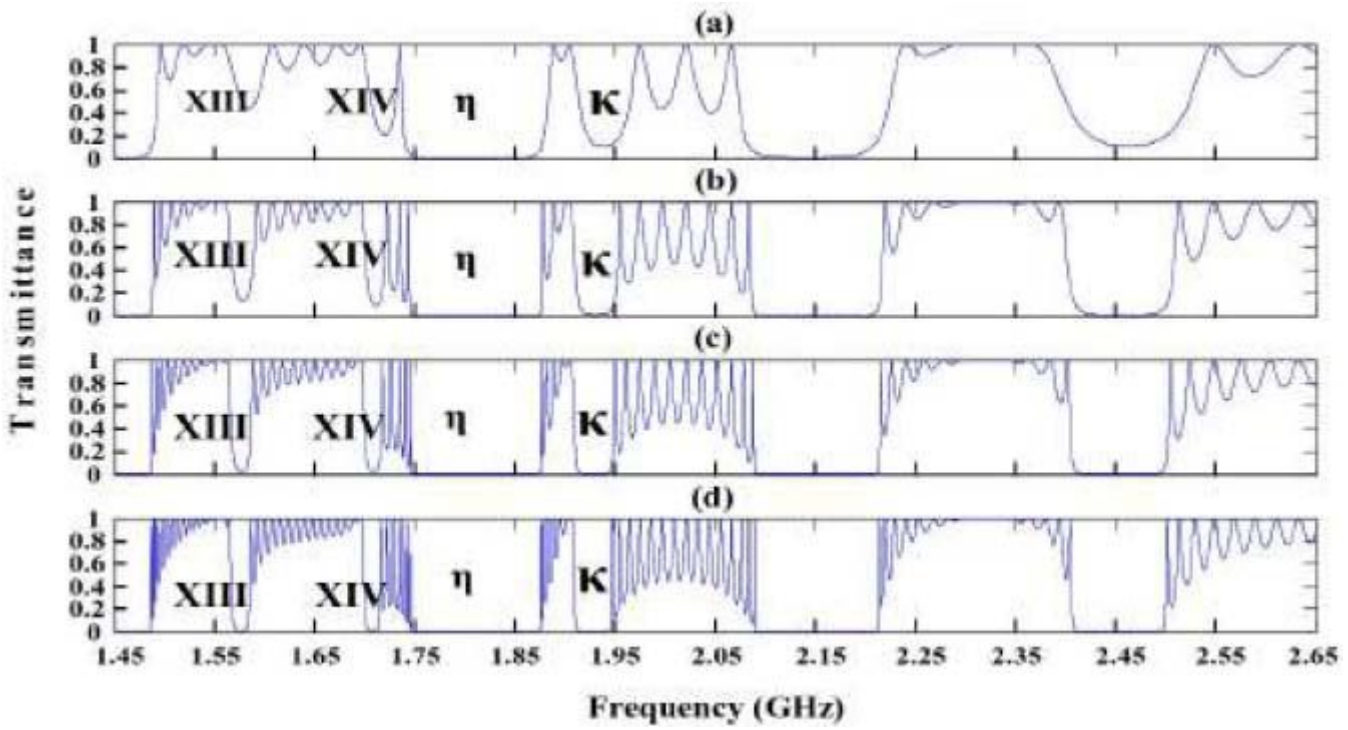 (a)
1
0.8
0.6
0.4
0.2
0
XIII XIV η κ
(b)
1
0.8
0.6
0.4
0.2
0
XIII XIV η κ
(c)
1
0.8
0.6
0.4
0.2
0
XIII XIV η κ
(d)
1
0.8
0.6
0.4
0.2
0
XIII XIV η κ
1.45 1.55 1.65 1.75 1.85 1.95 2.05 2.15 2.25 2.35 2.45 2.55 2.65
Transmittance
Frequency (GHz)